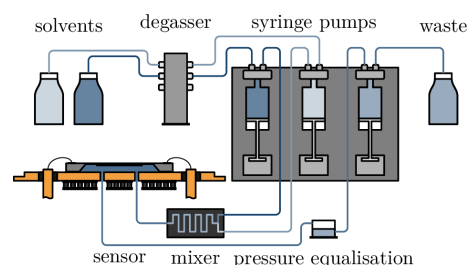 solvents
degasser
syringe pumps
waste
sensor
mixer
pressure equalisation